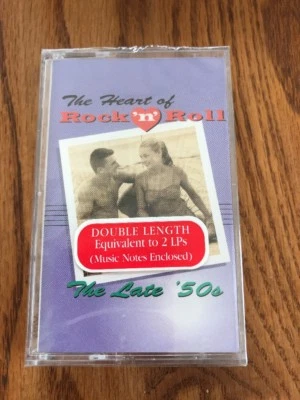 The Heart of
Rock 'n' Roll
DOUBLE LENGTH
Equivalent to 2 LPs
(Music Notes Enclosed)
The Late '50s